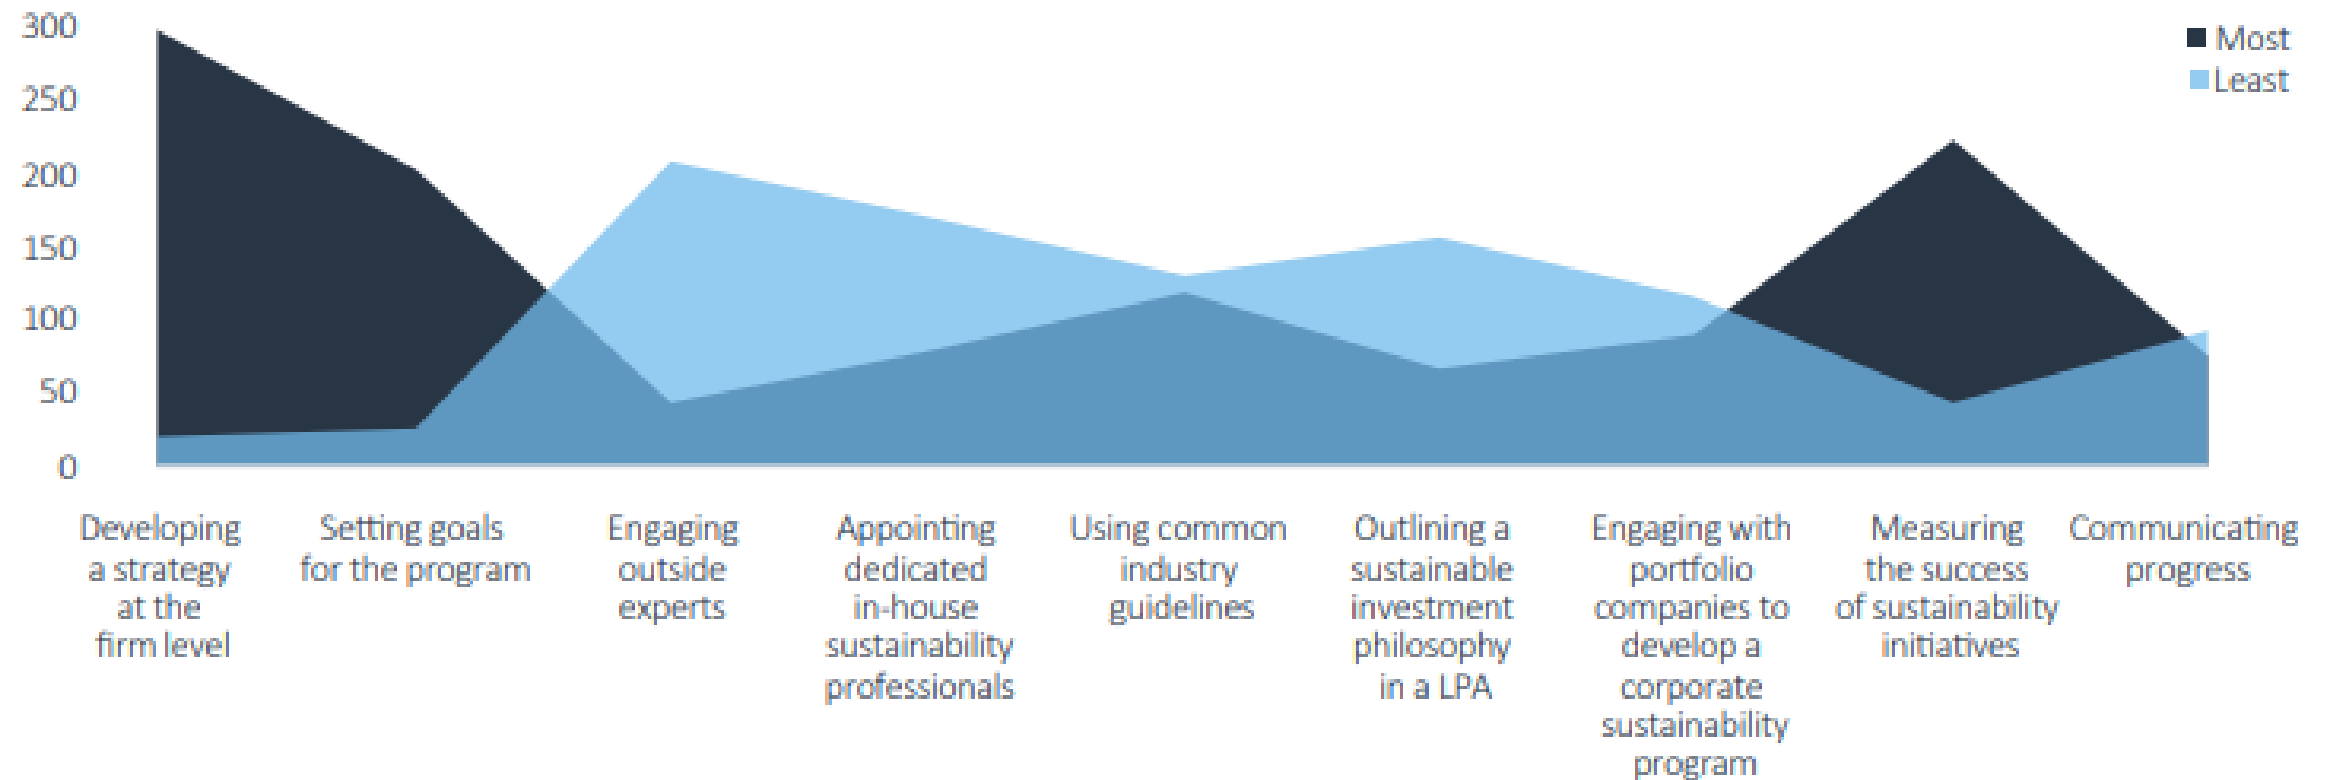 300
250
200
150
100
50
0
Most
Least
Developing
a strategy
at the
firm level
Setting goals
for the program
Engaging
outside
experts
Appointing
dedicated
in-house
sustainability
professionals
Using common
industry
guidelines
Outlining a
sustainable
investment
philosophy
in a LPA
Engaging with
portfolio
companies to
develop a
corporate
sustainability
program
Measuring
the success
of sustainability
initiatives
Communicating
progress